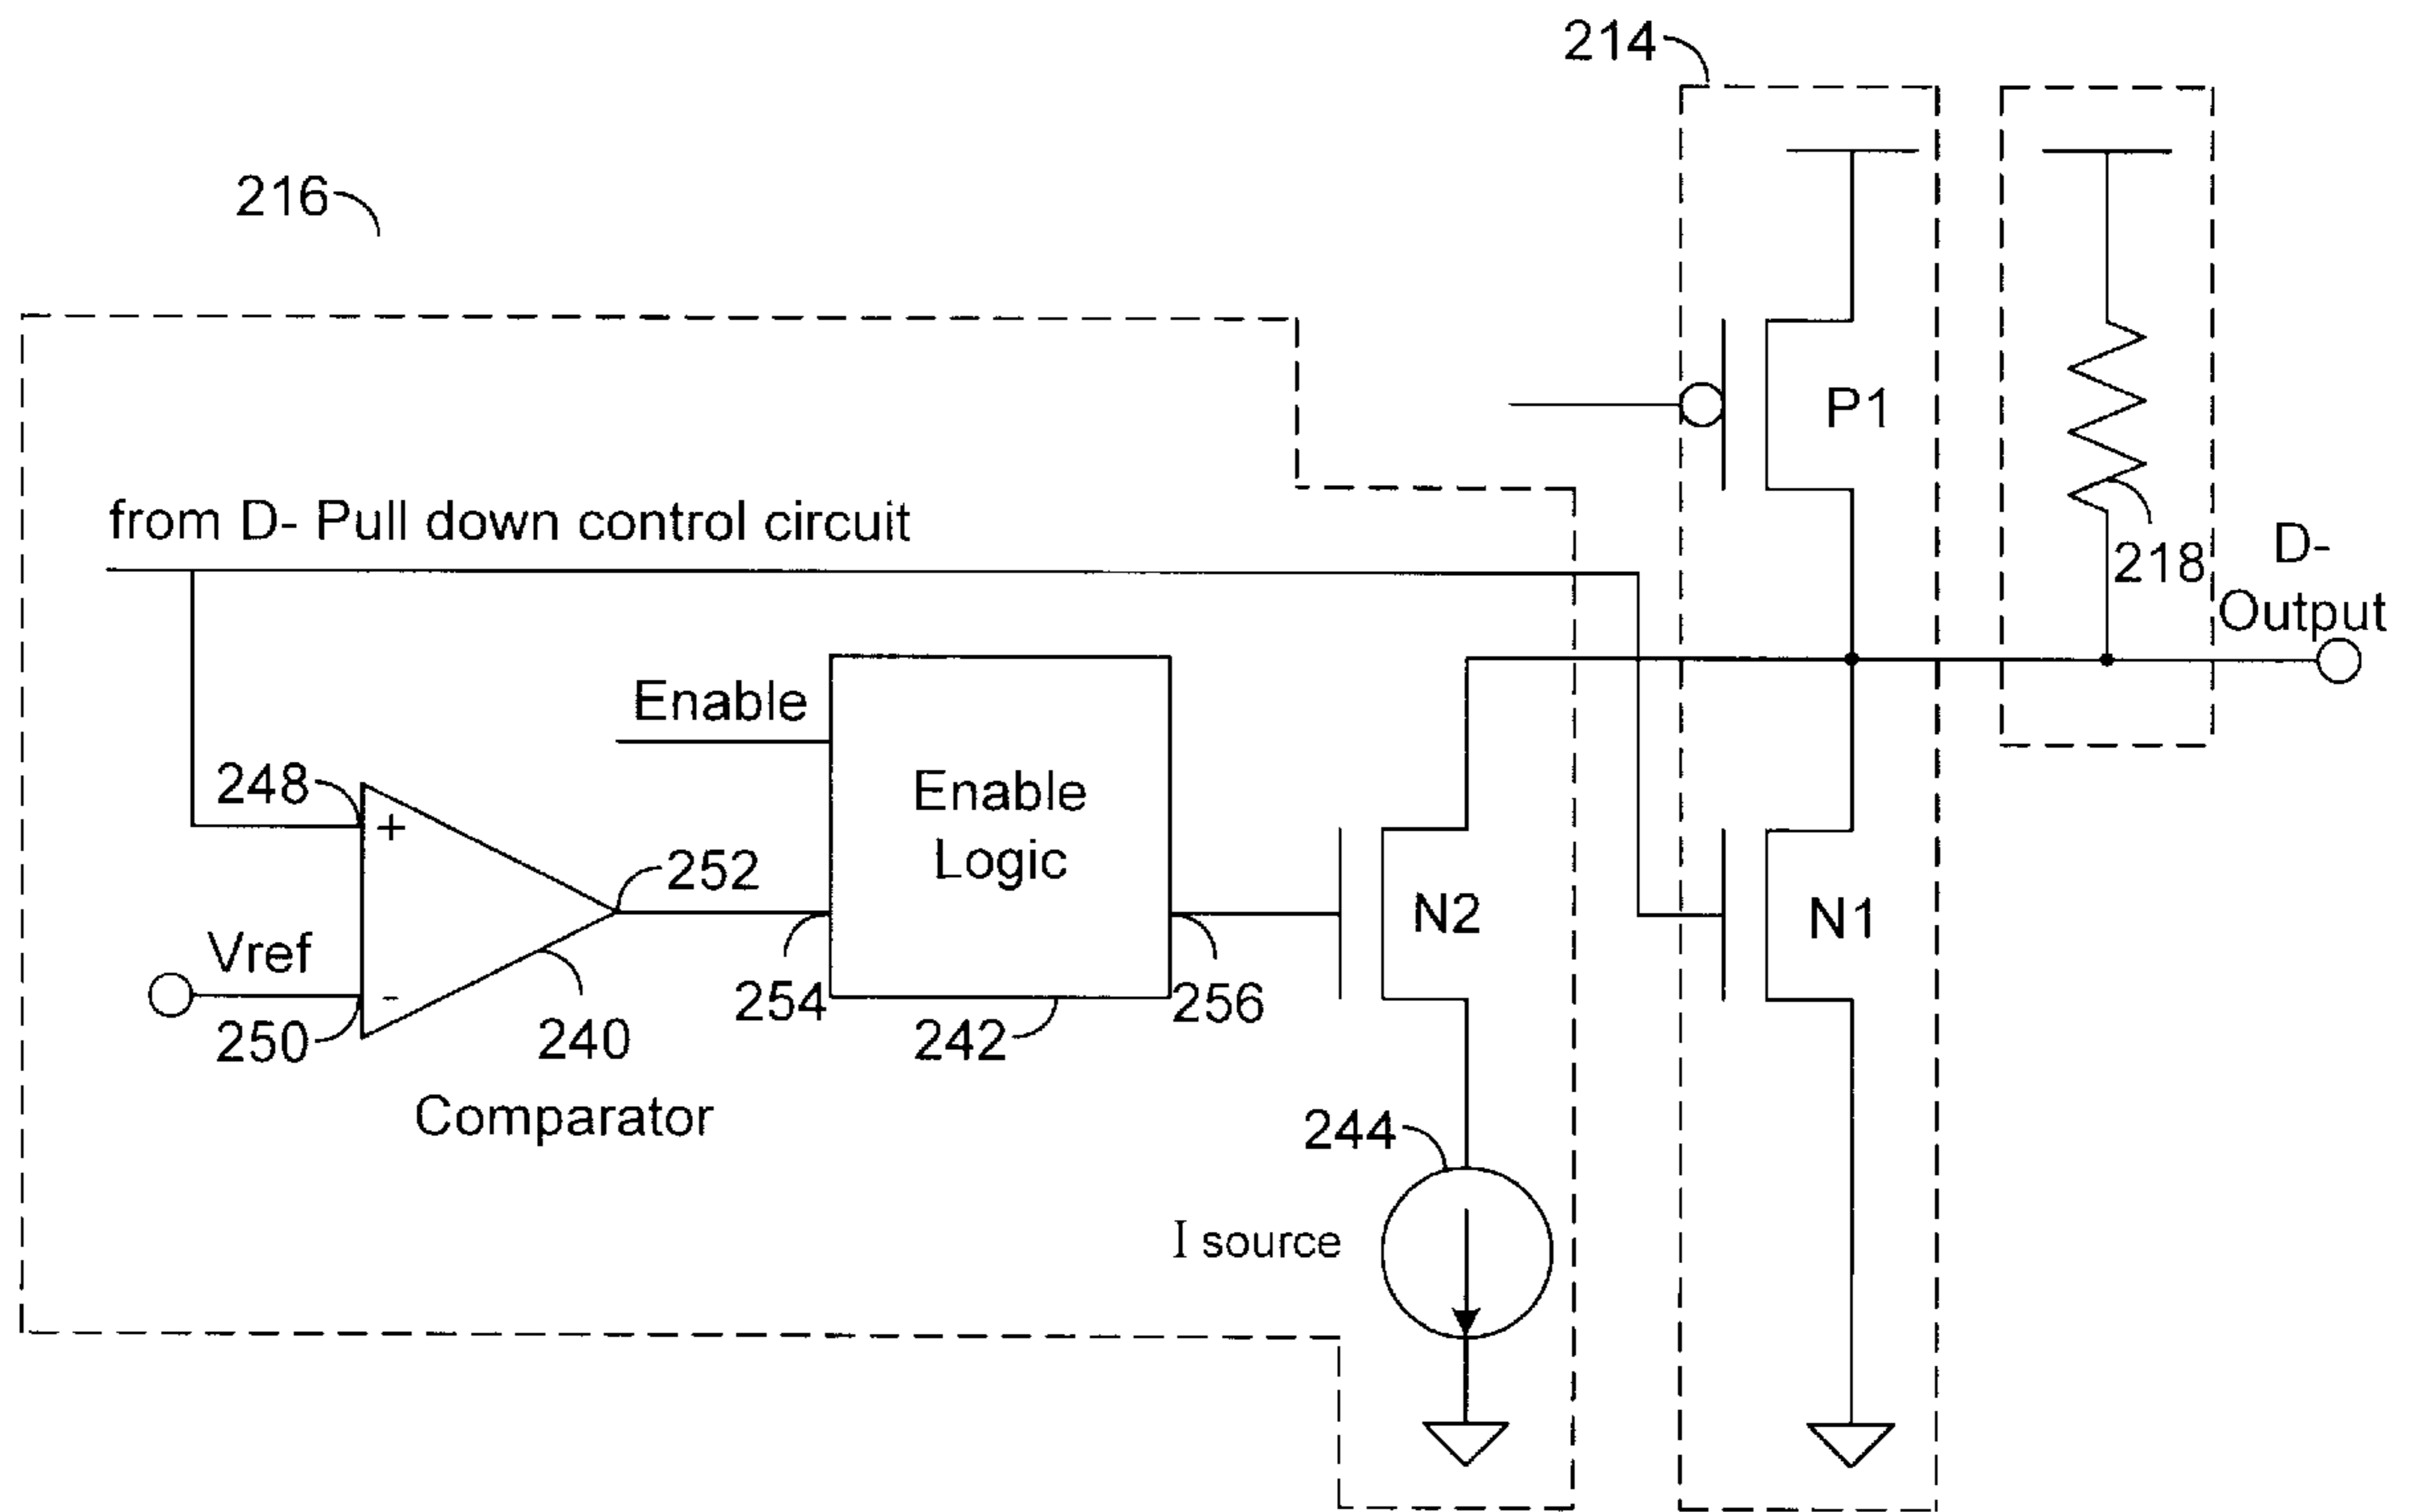 214
216
P1
from D- Pull down control circuit
218
D-
Output
Enable
Enable
Logic
248
+
252
N2
N1
Vref
-
250
240
254
242
256
Comparator
244
I source